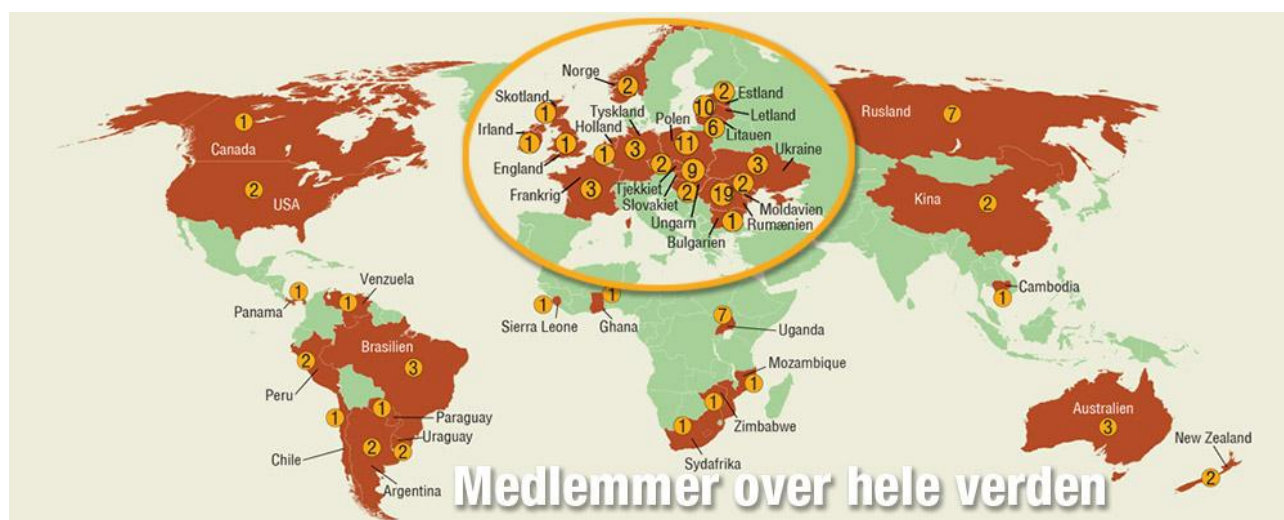 Norge
2
Skotland
1
Irland
1
England
1
Holland
1
Tyskland
3
Frankrig
3
Polen
11
Estland
2
Letland
10
Litauen
6
Ukraine
3
Tjekkiet
2
Slovakiet
9
Ungarn
2
Moldavien
2
Rumænien
19
Bulgarien
1
Canada
1
USA
2
Rusland
7
Kina
2
Cambodia
1
Panama
1
Venzuela
1
Brasilien
3
Peru
2
Paraguay
1
Uraguay
2
Chile
1
Argentina
2
Sierra Leone
1
Ghana
1
Uganda
7
Mozambique
1
Zimbabwe
1
Sydafrika
1
Australien
3
New Zealand
2
Medlemmer over hele verden